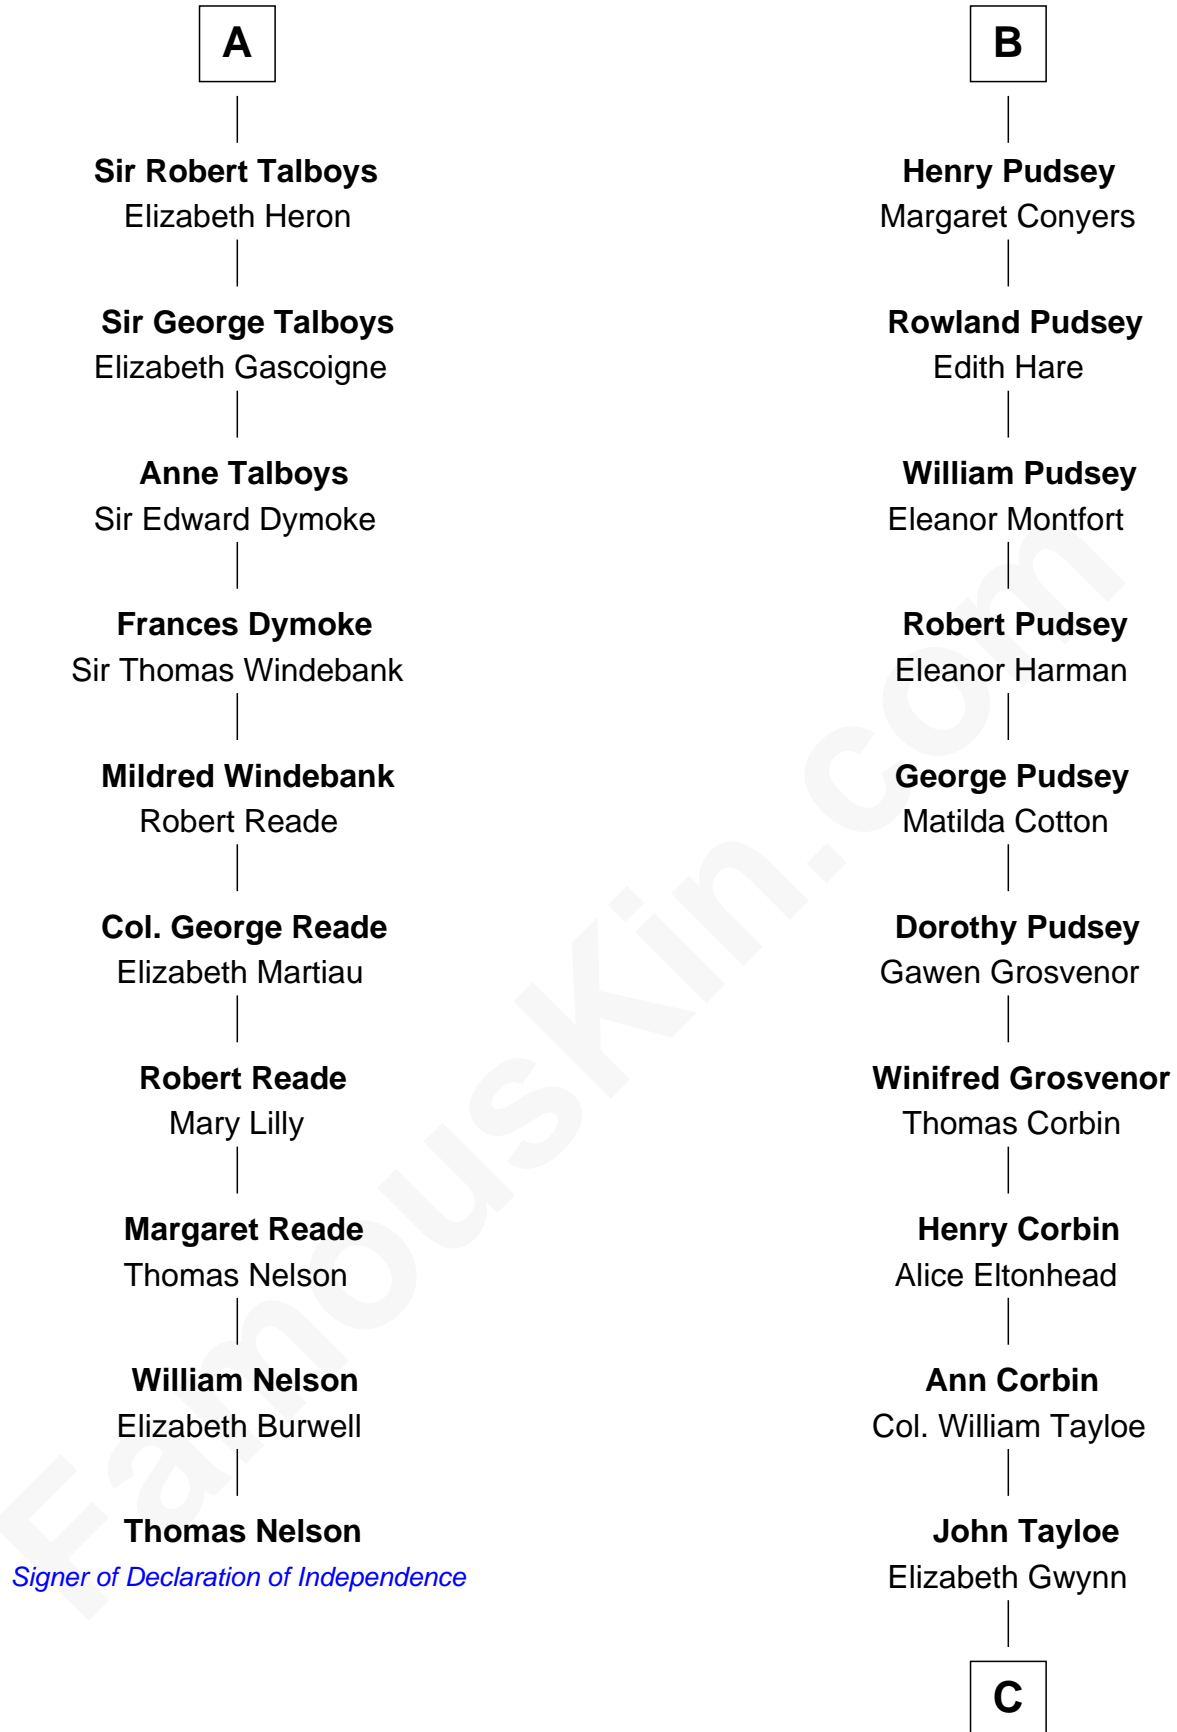 A
Sir Robert Talboys
Elizabeth Heron
Sir George Talboys
Elizabeth Gascoigne
Anne Talboys
Sir Edward Dymoke
Frances Dymoke
Sir Thomas Windebank
Mildred Windebank
Robert Reade
Col. George Reade
Elizabeth Martiau
Robert Reade
Mary Lilly
Margaret Reade
Thomas Nelson
William Nelson
Elizabeth Burwell
Thomas Nelson
Signer of Declaration of Independence
B
Henry Pudsey
Margaret Conyers
Rowland Pudsey
Edith Hare
William Pudsey
Eleanor Montfort
Robert Pudsey
Eleanor Harman
George Pudsey
Matilda Cotton
Dorothy Pudsey
Gawen Grosvenor
Winifred Grosvenor
Thomas Corbin
Henry Corbin
Alice Eltonhead
Ann Corbin
Col. William Tayloe
John Tayloe
Elizabeth Gwynn
C
FamousKin.com